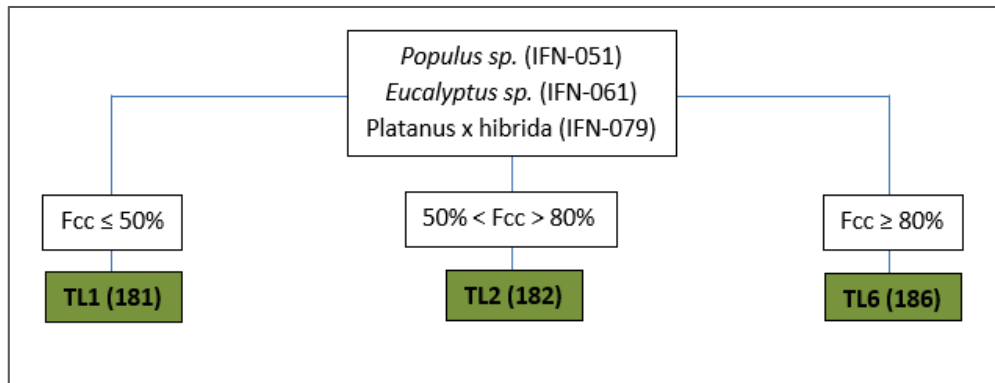 Populus sp. (IFN-051)
Eucalyptus sp. (IFN-061)
Platanus x hibrida (IFN-079)
Fcc ≤ 50%
50% < Fcc > 80%
Fcc ≥ 80%
TL1 (181)
TL2 (182)
TL6 (186)